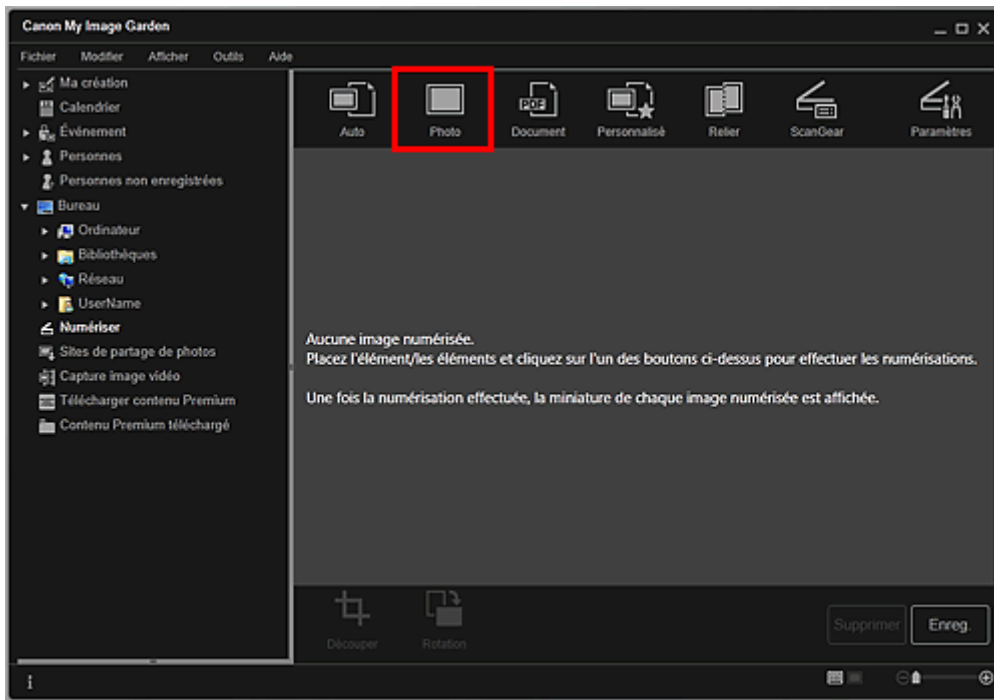 Canon My Image Garden
Fichier Modifier Afficher Outils Aide
Ma création
Calendrier
Événement
Personnes
Personnes non enregistrées
Bureau
Ordinateur
Bibliothèques
Réseau
UserName
Numériser
Sites de partage de photos
Capture image vidéo
Télécharger contenu Premium
Contenu Premium téléchargé
Auto Photo PDF Document Personnalisé Relier ScanGear Paramètres
Aucune image numérisée.
Placez l'élément/les éléments et cliquez sur l'un des boutons ci-dessus pour effectuer les numérisations.
Une fois la numérisation effectuée, la miniature de chaque image numérisée est affichée.
Découper Rotation Supprimer Enreg.